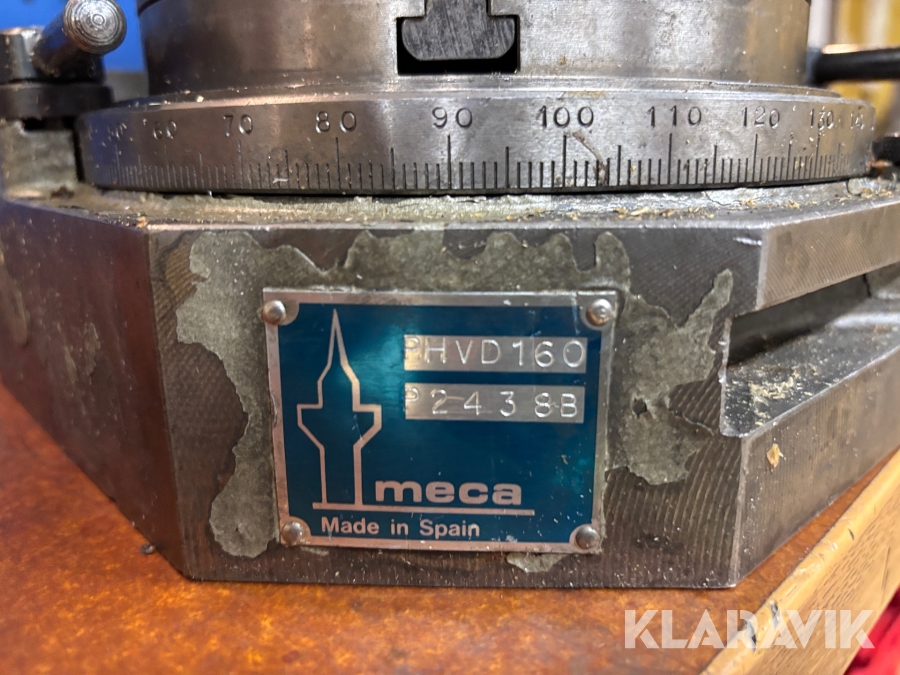 60 70 80 90 100 110 120 130
PHVD160
P2438B
meca
Made in Spain
KLARAVIK